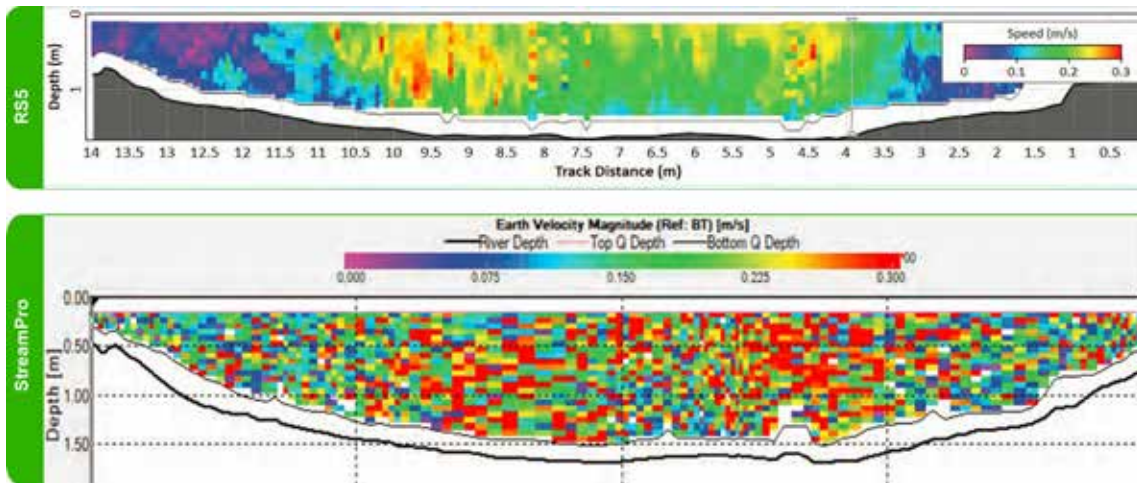 RS5
Depth (m)
0
1
Speed (m/s)
0 0.1 0.2 0.3
14 13.5 13 12.5 12 11.5 11 10.5 10 9.5 9 8.5 8 7.5 7 6.5 6 5.5 5 4.5 4 3.5 3 2.5 2 1.5 1 0.5
Track Distance (m)
StreamPro
Earth Velocity Magnitude (Ref: BT) [m/s]
River Depth Top Q Depth Bottom Q Depth
0.000 0.075 0.150 0.225 0.300
Depth [m]
0.00
0.50
1.00
1.50